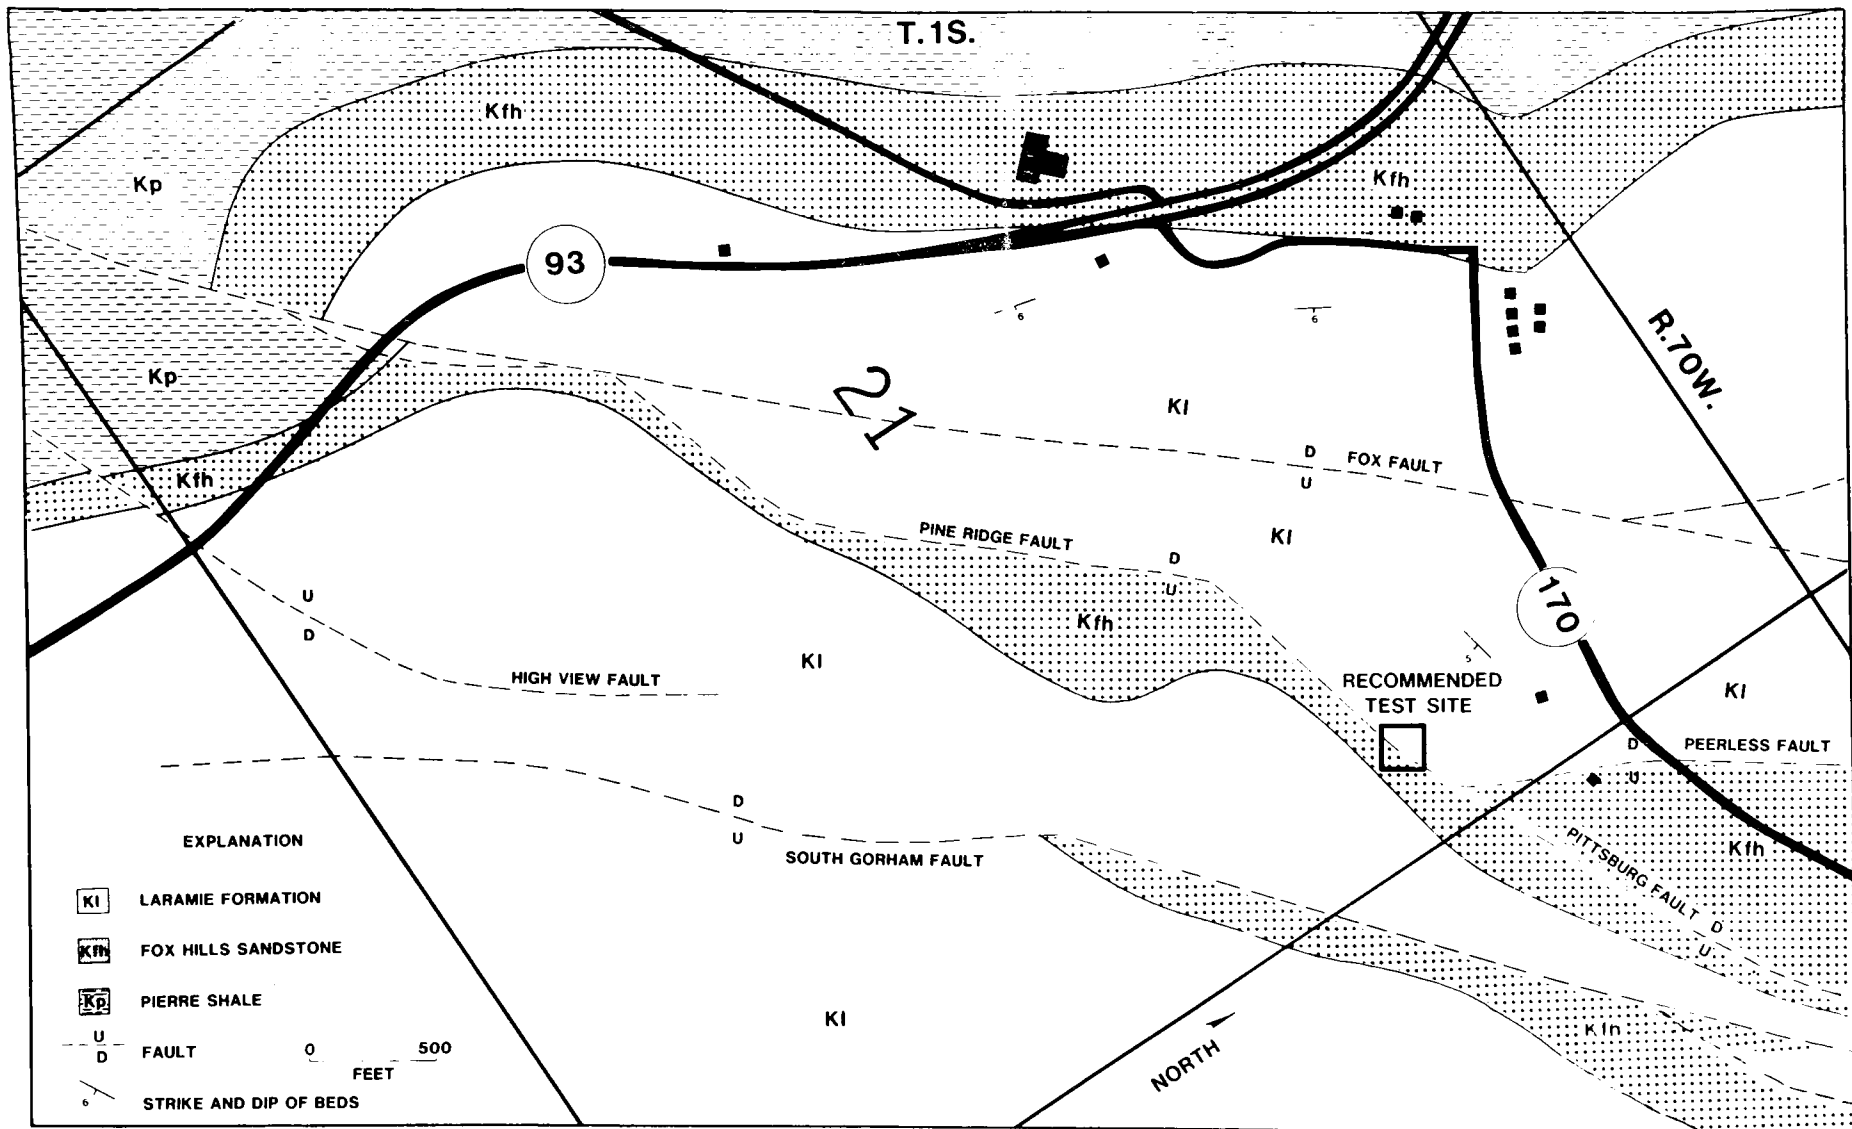 T.1S.
Kfh
Kp
Kfh
93
6
6
R.70W.
Kp
21
Kl
D
FOX FAULT
U
Kfh
PINE RIDGE FAULT
Kl
D
U
170
U
D
Kfh
Kl
5
HIGH VIEW FAULT
RECOMMENDED
TEST SITE
Kl
D
PEERLESS FAULT
U
D
U
SOUTH GORHAM FAULT
PITTSBURG FAULT
Kfh
D
U
EXPLANATION
Kl LARAMIE FORMATION
Kfh FOX HILLS SANDSTONE
Kp PIERRE SHALE
U
D
FAULT
0 500
FEET
6 STRIKE AND DIP OF BEDS
Kl
Kfh
NORTH